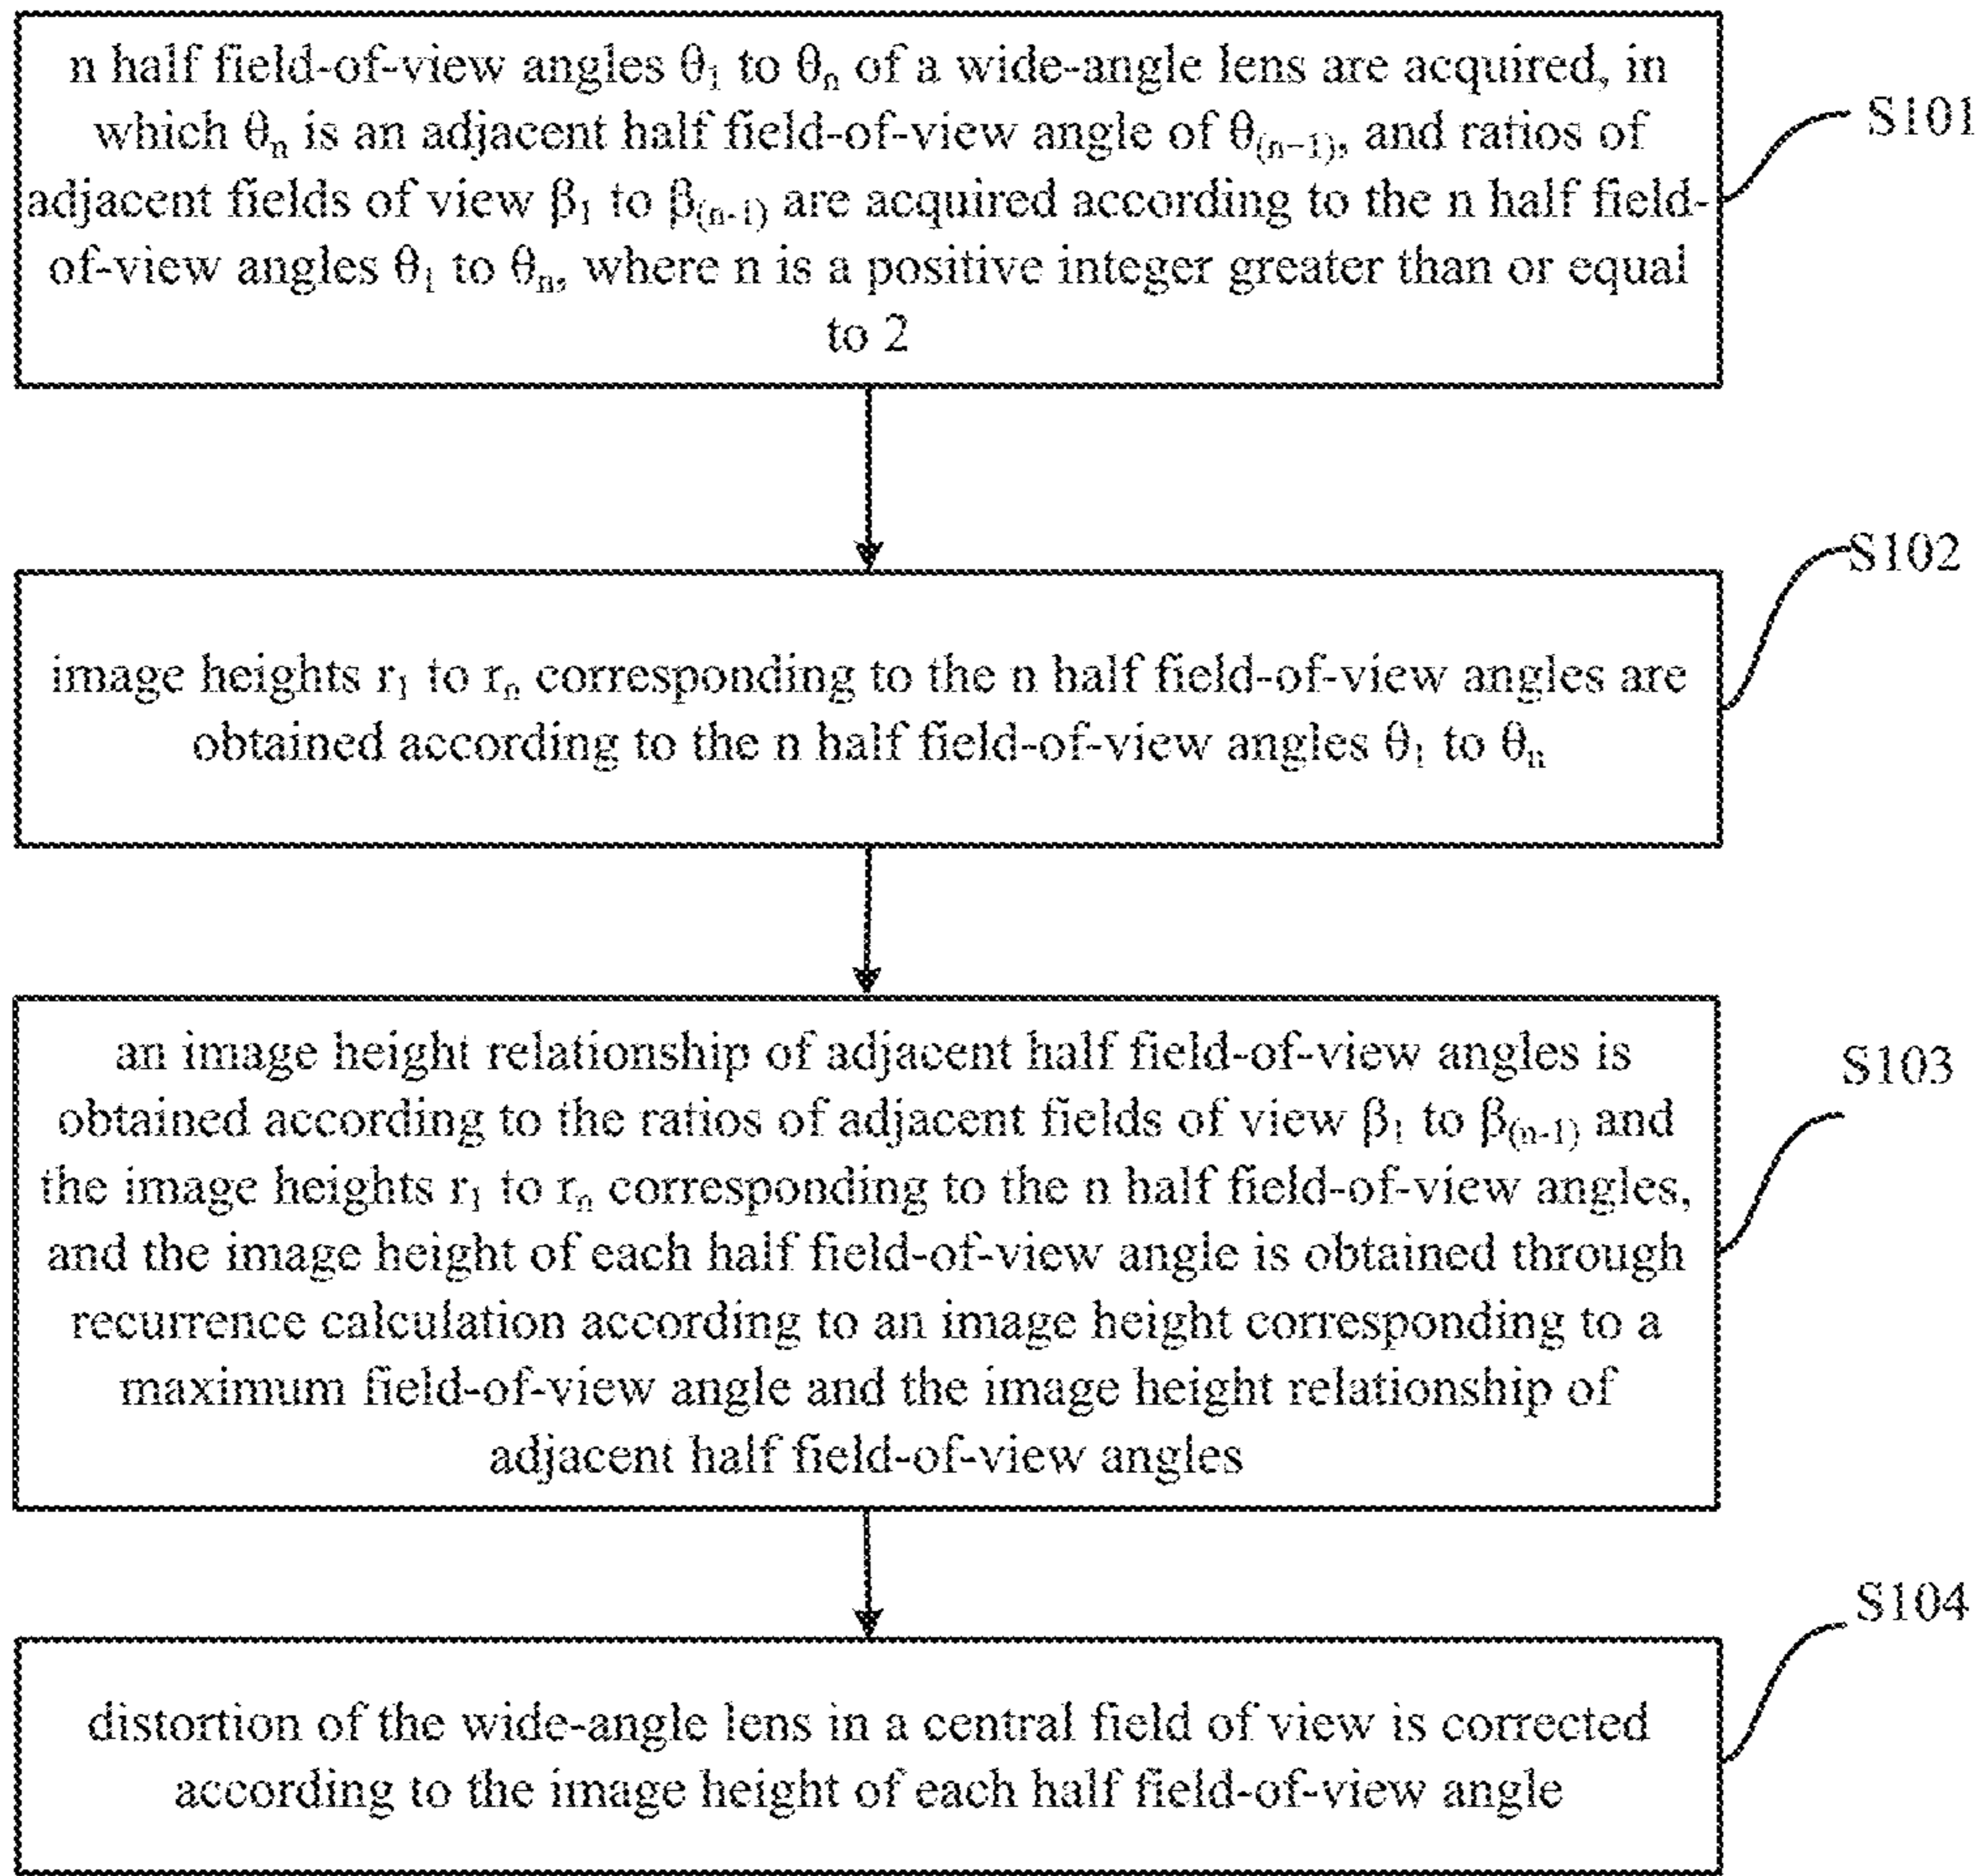 n half field-of-view angles θ₁ to θₙ of a wide-angle lens are acquired, in
which θₙ is an adjacent half field-of-view angle of θ₍ₙ₋₁₎, and ratios of
adjacent fields of view β₁ to β₍ₙ₋₁₎ are acquired according to the n half field-
of-view angles θ₁ to θₙ, where n is a positive integer greater than or equal
to 2
S101
S102
image heights r₁ to rₙ corresponding to the n half field-of-view angles are
obtained according to the n half field-of-view angles θ₁ to θₙ
an image height relationship of adjacent half field-of-view angles is
obtained according to the ratios of adjacent fields of view β₁ to β₍ₙ₋₁₎ and
the image heights r₁ to rₙ corresponding to the n half field-of-view angles,
and the image height of each half field-of-view angle is obtained through
recurrence calculation according to an image height corresponding to a
maximum field-of-view angle and the image height relationship of
adjacent half field-of-view angles
S103
S104
distortion of the wide-angle lens in a central field of view is corrected
according to the image height of each half field-of-view angle